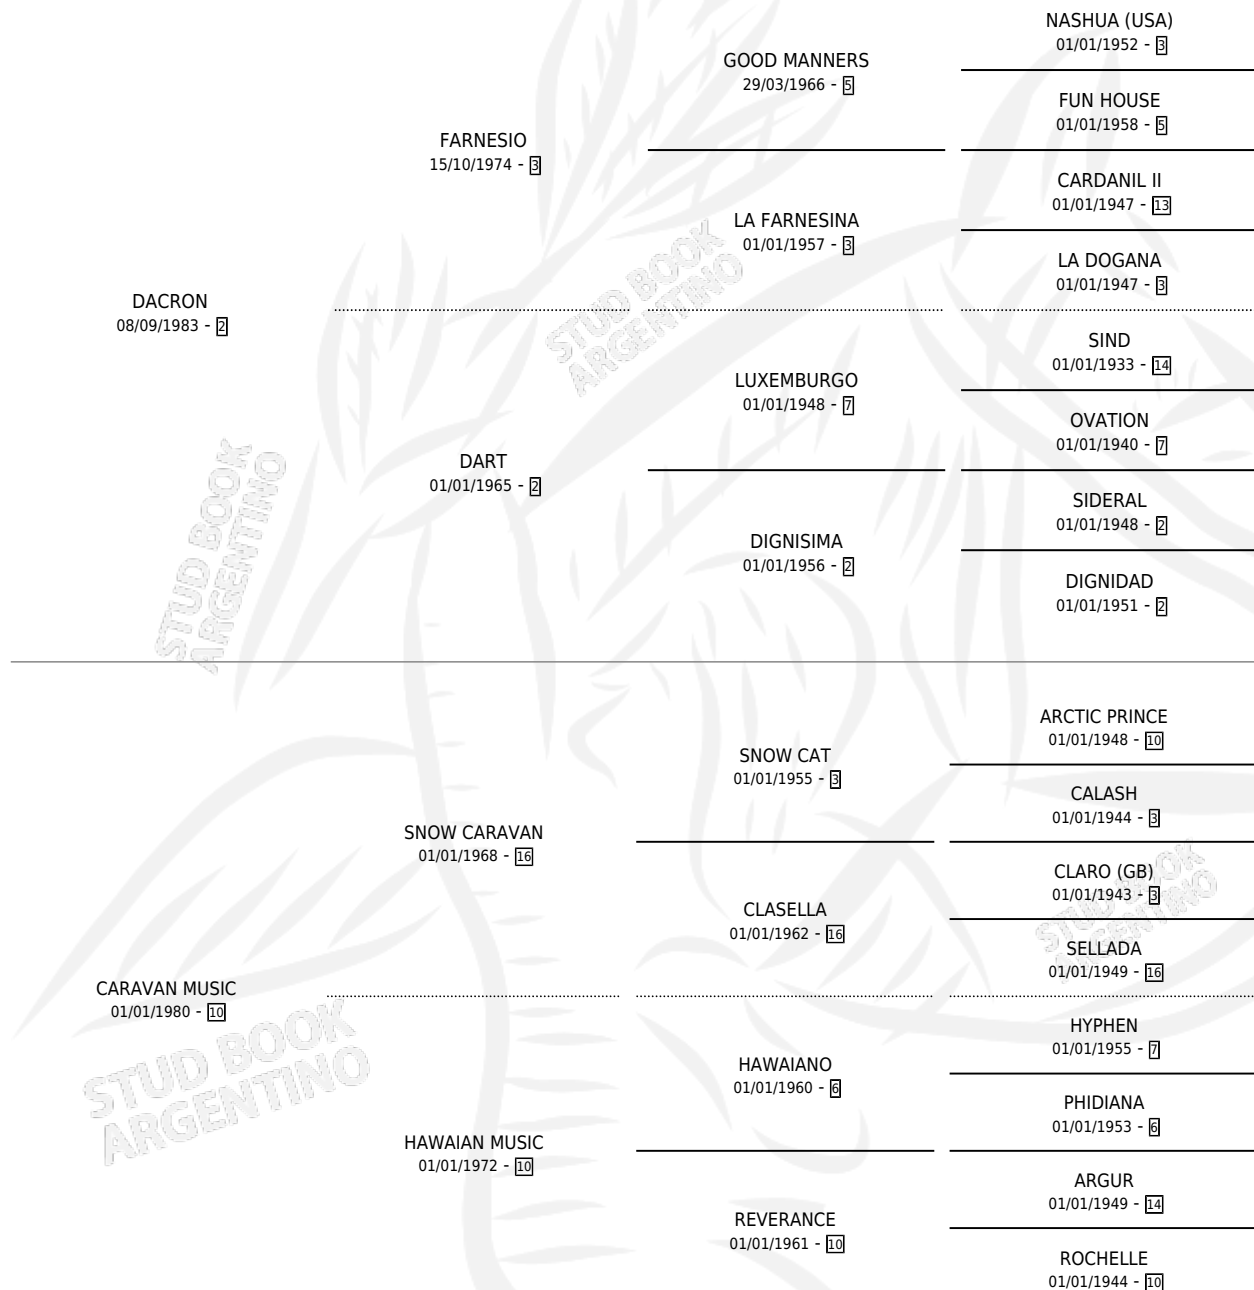 NASHUA (USA)
01/01/1952 - 3
GOOD MANNERS
29/03/1966 - 5
FUN HOUSE
01/01/1958 - 5
FARNESIO
15/10/1974 - 3
CARDANIL II
01/01/1947 - 13
LA FARNESINA
01/01/1957 - 3
LA DOGANA
01/01/1947 - 3
DACRON
08/09/1983 - 2
STUD BOOK
ARGENTINO
SIND
01/01/1933 - 14
LUXEMBURGO
01/01/1948 - 7
OVATION
01/01/1940 - 7
DART
01/01/1965 - 2
SIDERAL
01/01/1948 - 2
DIGNISIMA
01/01/1956 - 2
DIGNIDAD
01/01/1951 - 2
STUD BOOK
ARGENTINO
ARCTIC PRINCE
01/01/1948 - 10
SNOW CAT
01/01/1955 - 3
CALASH
01/01/1944 - 3
SNOW CARAVAN
01/01/1968 - 16
CLARO (GB)
01/01/1943 - 3
STUD BOOK
ARGENTINO
CLASELLA
01/01/1962 - 16
SELLADA
01/01/1949 - 16
CARAVAN MUSIC
01/01/1980 - 10
STUD BOOK
ARGENTINO
HYPHEN
01/01/1955 - 7
HAWAIANO
01/01/1960 - 6
PHIDIANA
01/01/1953 - 6
HAWAIAN MUSIC
01/01/1972 - 10
ARGUR
01/01/1949 - 14
REVERANCE
01/01/1961 - 10
ROCHELLE
01/01/1944 - 10